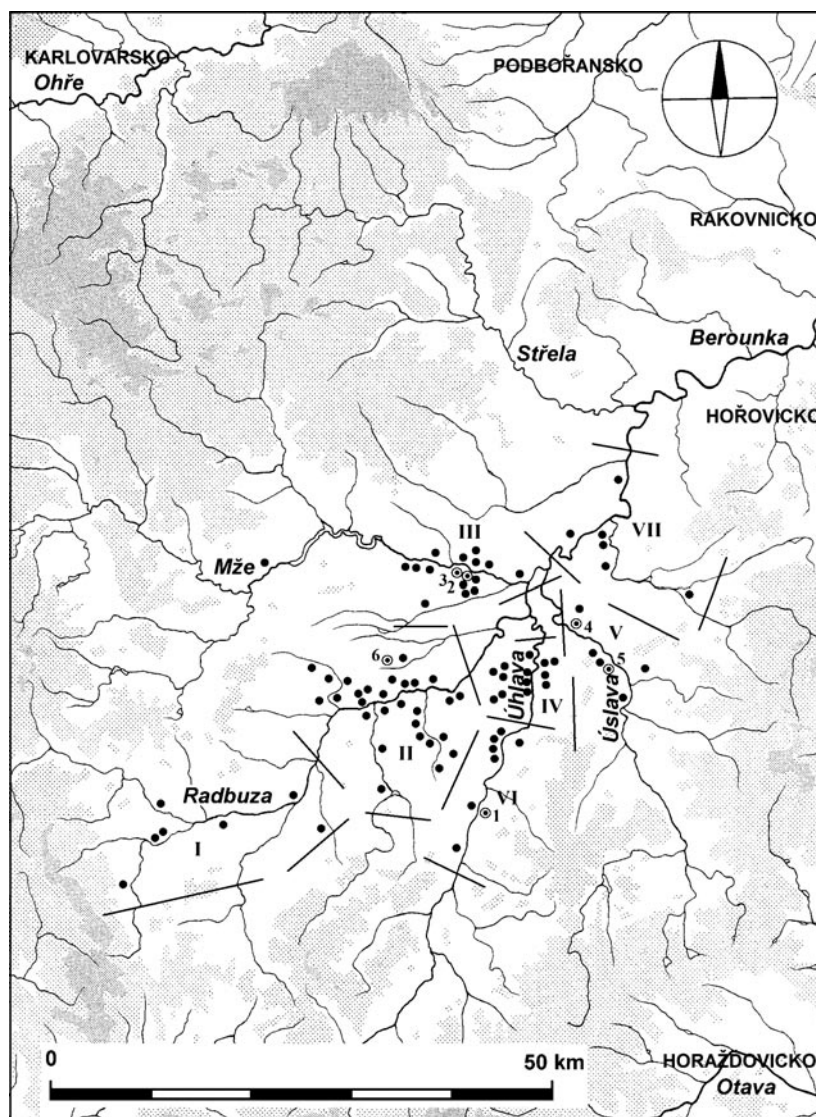 KARLOVARSKO
Ohře
PODBOŘANSKO
RAKOVNICKO
Střela
Berounka
HOŘOVICKO
III
VII
Mže
3
2
4
V
6
5
Úhlava
IV
Úslava
II
Radbuza
VI
1
I
0
50 km
HORAŽĎOVICKO
Otava